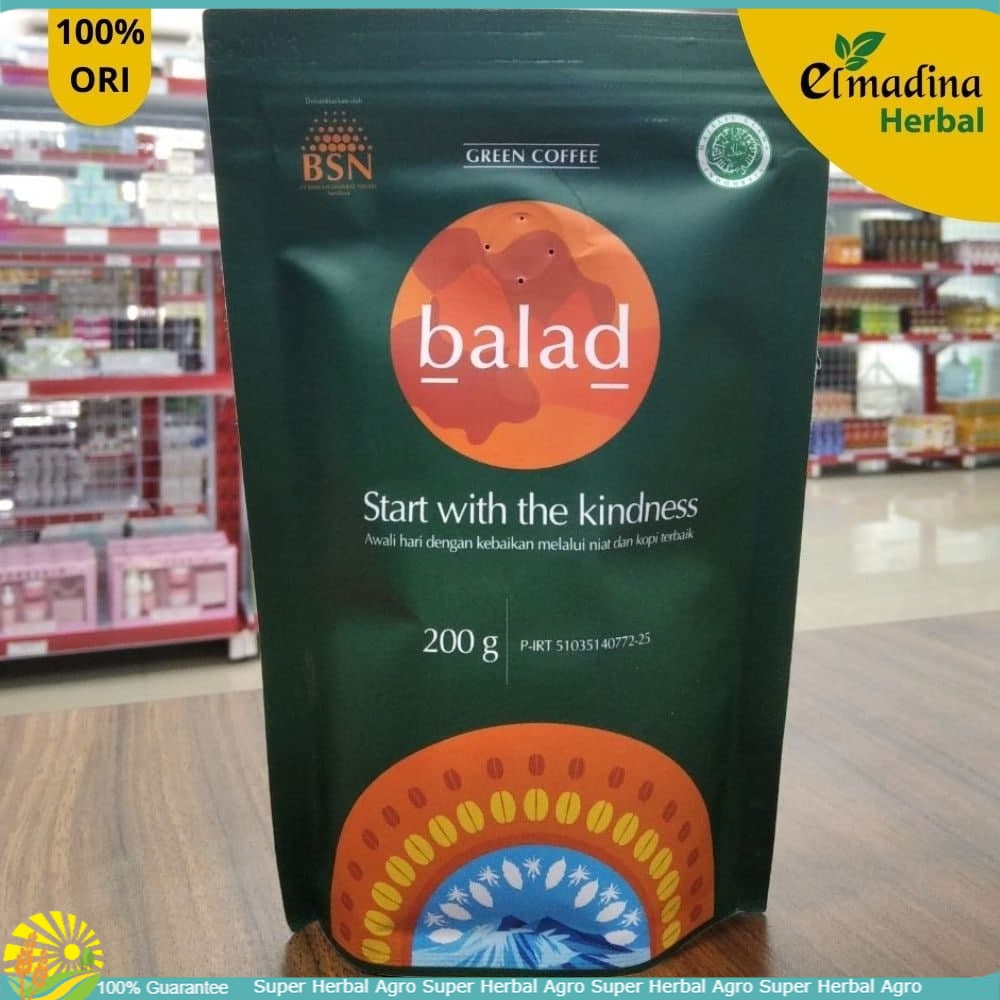 100%
ORI
Elmadina
Herbal
BSN
GREEN COFFEE
balad
Start with the kindness
Awali hari dengan kebaikan melalui niat dan kopi terbaik
200 g
P-IRT 51035140772-25
100% Guarantee
Super Herbal Agro Super Herbal Agro Super Herbal Agro Super Herbal Agro